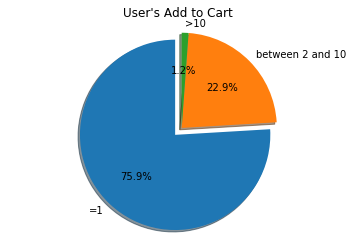 User's Add to Cart
>10
between 2 and 10
1.2%
22.9%
75.9%
=1